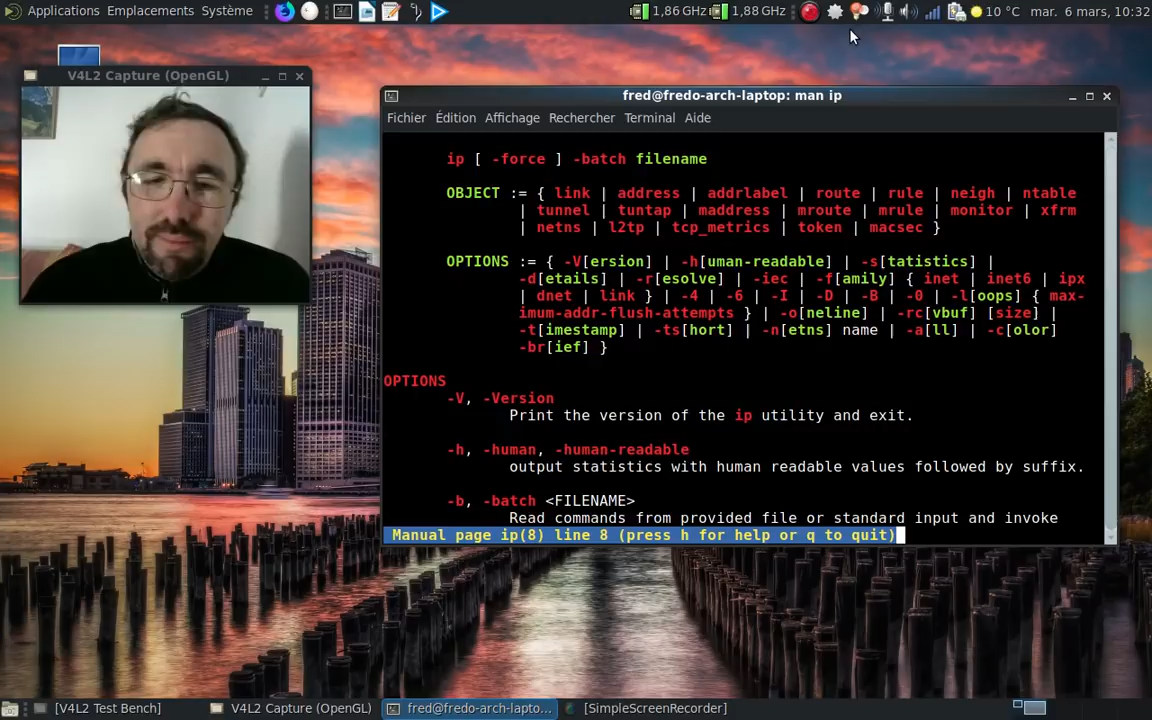 Applications Emplacements Système
1,86 GHz 1,88 GHz 10 °C mar. 6 mars, 10:32
V4L2 Capture (OpenGL)
fred@fredo-arch-laptop: man ip
Fichier Édition Affichage Rechercher Terminal Aide
ip [ -force ] -batch filename
OBJECT := { link | address | addrlabel | route | rule | neigh | ntable
| tunnel | tuntap | maddress | mroute | mrule | monitor | xfrm
| netns | l2tp | tcp_metrics | token | macsec }
OPTIONS := { -V[ersion] | -h[uman-readable] | -s[tatistics] |
-d[etails] | -r[esolve] | -iec | -f[amily] { inet | inet6 | ipx
| dnet | link } | -4 | -6 | -I | -D | -B | -0 | -l[oops] { max-
imum-addr-flush-attempts } | -o[neline] | -rc[vbuf] [size] |
-t[imestamp] | -ts[hort] | -n[etns] name | -a[ll] | -c[olor]
-br[ief] }
OPTIONS
-V, -Version
Print the version of the ip utility and exit.
-h, -human, -human-readable
output statistics with human readable values followed by suffix.
-b, -batch <FILENAME>
Read commands from provided file or standard input and invoke
Manual page ip(8) line 8 (press h for help or q to quit)
[V4L2 Test Bench] V4L2 Capture (OpenGL) fred@fredo-arch-lapto... [SimpleScreenRecorder]